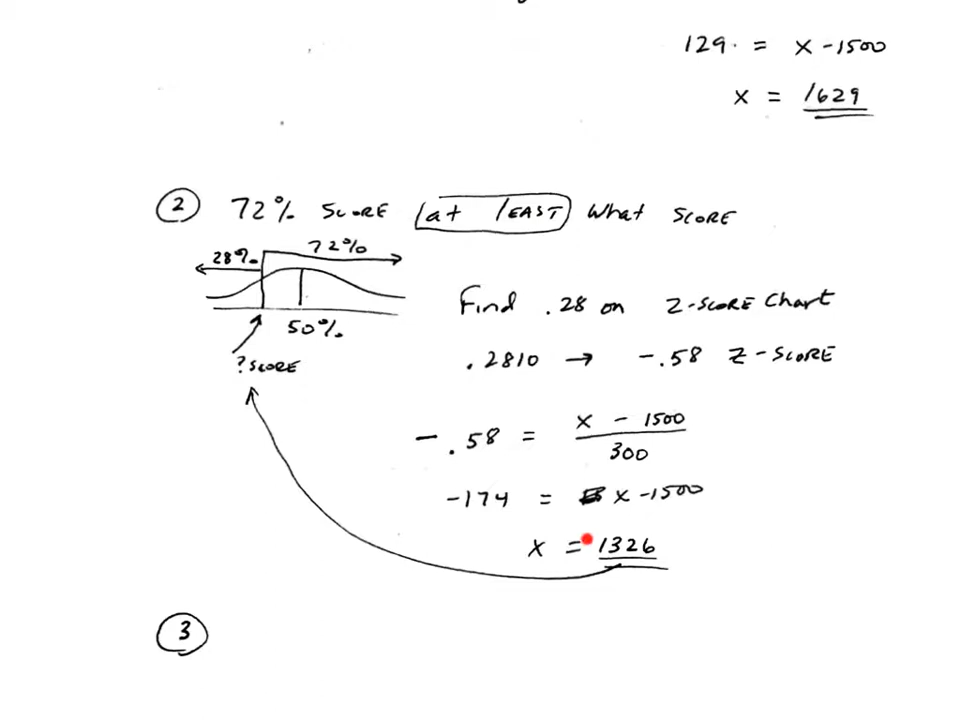 129. = x - 1500
x = 1629
② 72% SCORE (at LEAST) What SCORE
28% 72%
50%
? SCORE
Find .28 on Z-SCORE Chart
.2810 → -.58 Z-SCORE
-.58 = x - 1500 / 300
-174 = x - 1500
x = 1326
③